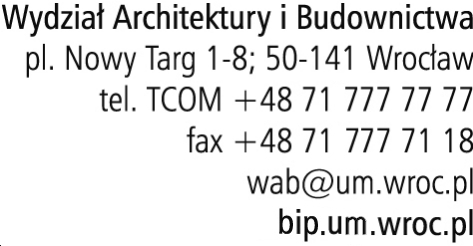 Wydział Architektury i Budownictwa
pl. Nowy Targ 1-8; 50-141 Wrocław
tel. TCOM +48 71 777 77 77
fax +48 71 777 71 18
wab@um.wroc.pl
bip.um.wroc.pl